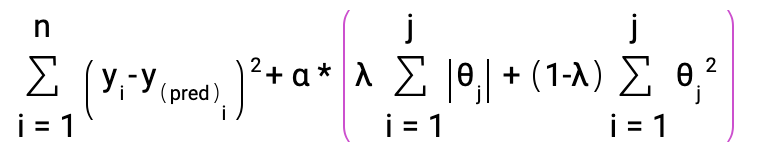 n j j
∑ (yᵢ-y₍pred₎ᵢ)² + α * (λ ∑ |θⱼ| + (1-λ) ∑ θⱼ²)
i = 1 i = 1 i = 1